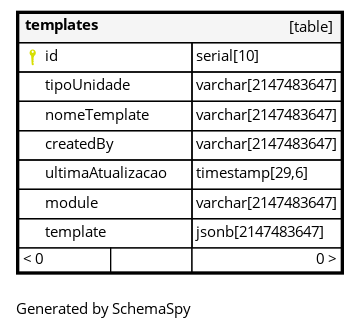 templates [table]
id serial[10]
tipoUnidade varchar[2147483647]
nomeTemplate varchar[2147483647]
createdBy varchar[2147483647]
ultimaAtualizacao timestamp[29,6]
module varchar[2147483647]
template jsonb[2147483647]
< 0 0 >
Generated by SchemaSpy